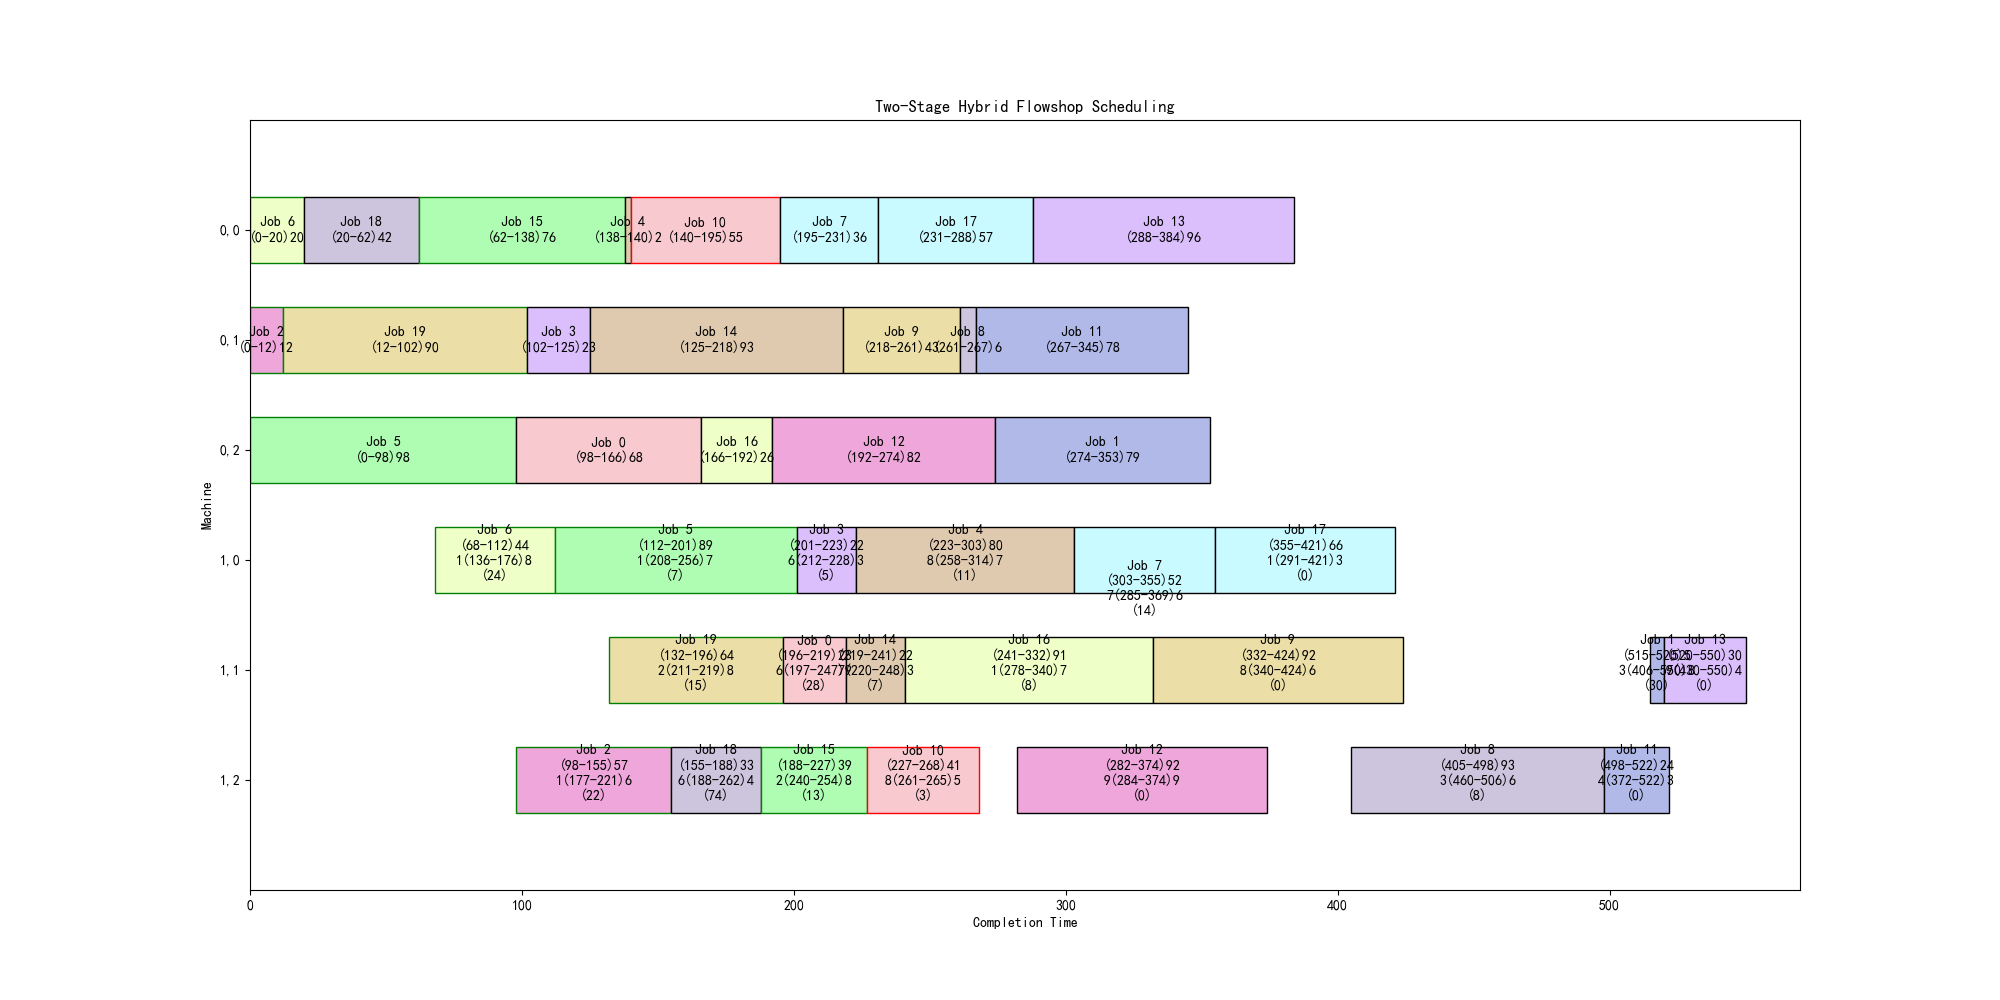 Two-Stage Hybrid Flowshop Scheduling
Machine
0,0
Job 6
(0-20)20
Job 18
(20-62)42
Job 15
(62-138)76
Job 4
(138-140)2
Job 10
(140-195)55
Job 7
(195-231)36
Job 17
(231-288)57
Job 13
(288-384)96
0,1
Job 2
(0-12)12
Job 19
(12-102)90
Job 3
(102-125)23
Job 14
(125-218)93
Job 9
(218-261)43
Job 8
(261-267)6
Job 11
(267-345)78
0,2
Job 5
(0-98)98
Job 0
(98-166)68
Job 16
(166-192)26
Job 12
(192-274)82
Job 1
(274-353)79
1,0
Job 6
(68-112)44
1(136-176)8
(24)
Job 5
(112-201)89
1(208-256)7
(7)
Job 3
(201-223)22
6(212-228)3
(5)
Job 4
(223-303)80
8(258-314)7
(11)
Job 7
(303-355)52
7(285-369)6
(14)
Job 17
(355-421)66
1(291-421)3
(0)
1,1
Job 19
(132-196)64
2(211-219)8
(15)
Job 0
(196-219)23
6(197-247)
(28)
Job 14
(219-241)22
(220-248)3
(7)
Job 16
(241-332)91
1(278-340)7
(8)
Job 9
(332-424)92
8(340-424)6
(0)
Job 1
(515-520)5
(30)
Job 13
(520-550)30
(0)
1,2
Job 2
(98-155)57
1(177-221)6
(22)
Job 18
(155-188)33
6(188-262)4
(74)
Job 15
(188-227)39
2(240-254)8
(13)
Job 10
(227-268)41
8(261-265)5
(3)
Job 12
(282-374)92
9(284-374)9
(0)
Job 8
(405-498)93
3(460-506)6
(8)
Job 11
(498-522)24
4(372-522)3
(0)
0
100
200
300
400
500
Completion Time